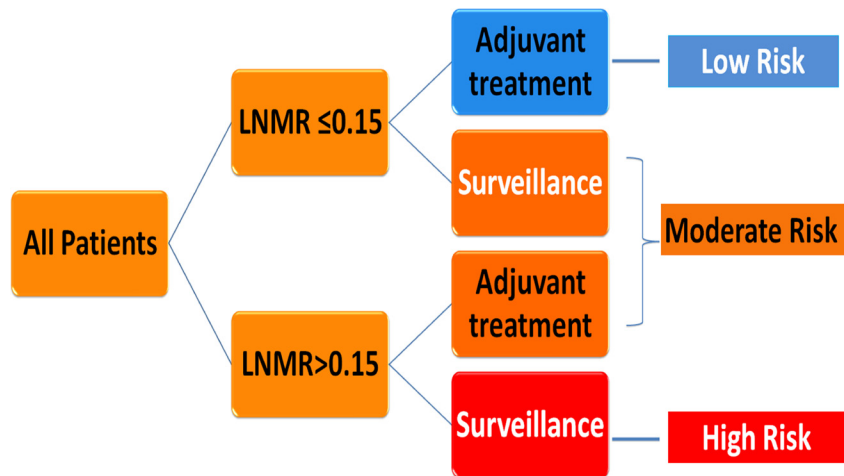 All Patients
LNMR ≤0.15
LNMR>0.15
Adjuvant
treatment
Surveillance
Adjuvant
treatment
Surveillance
Low Risk
Moderate Risk
High Risk